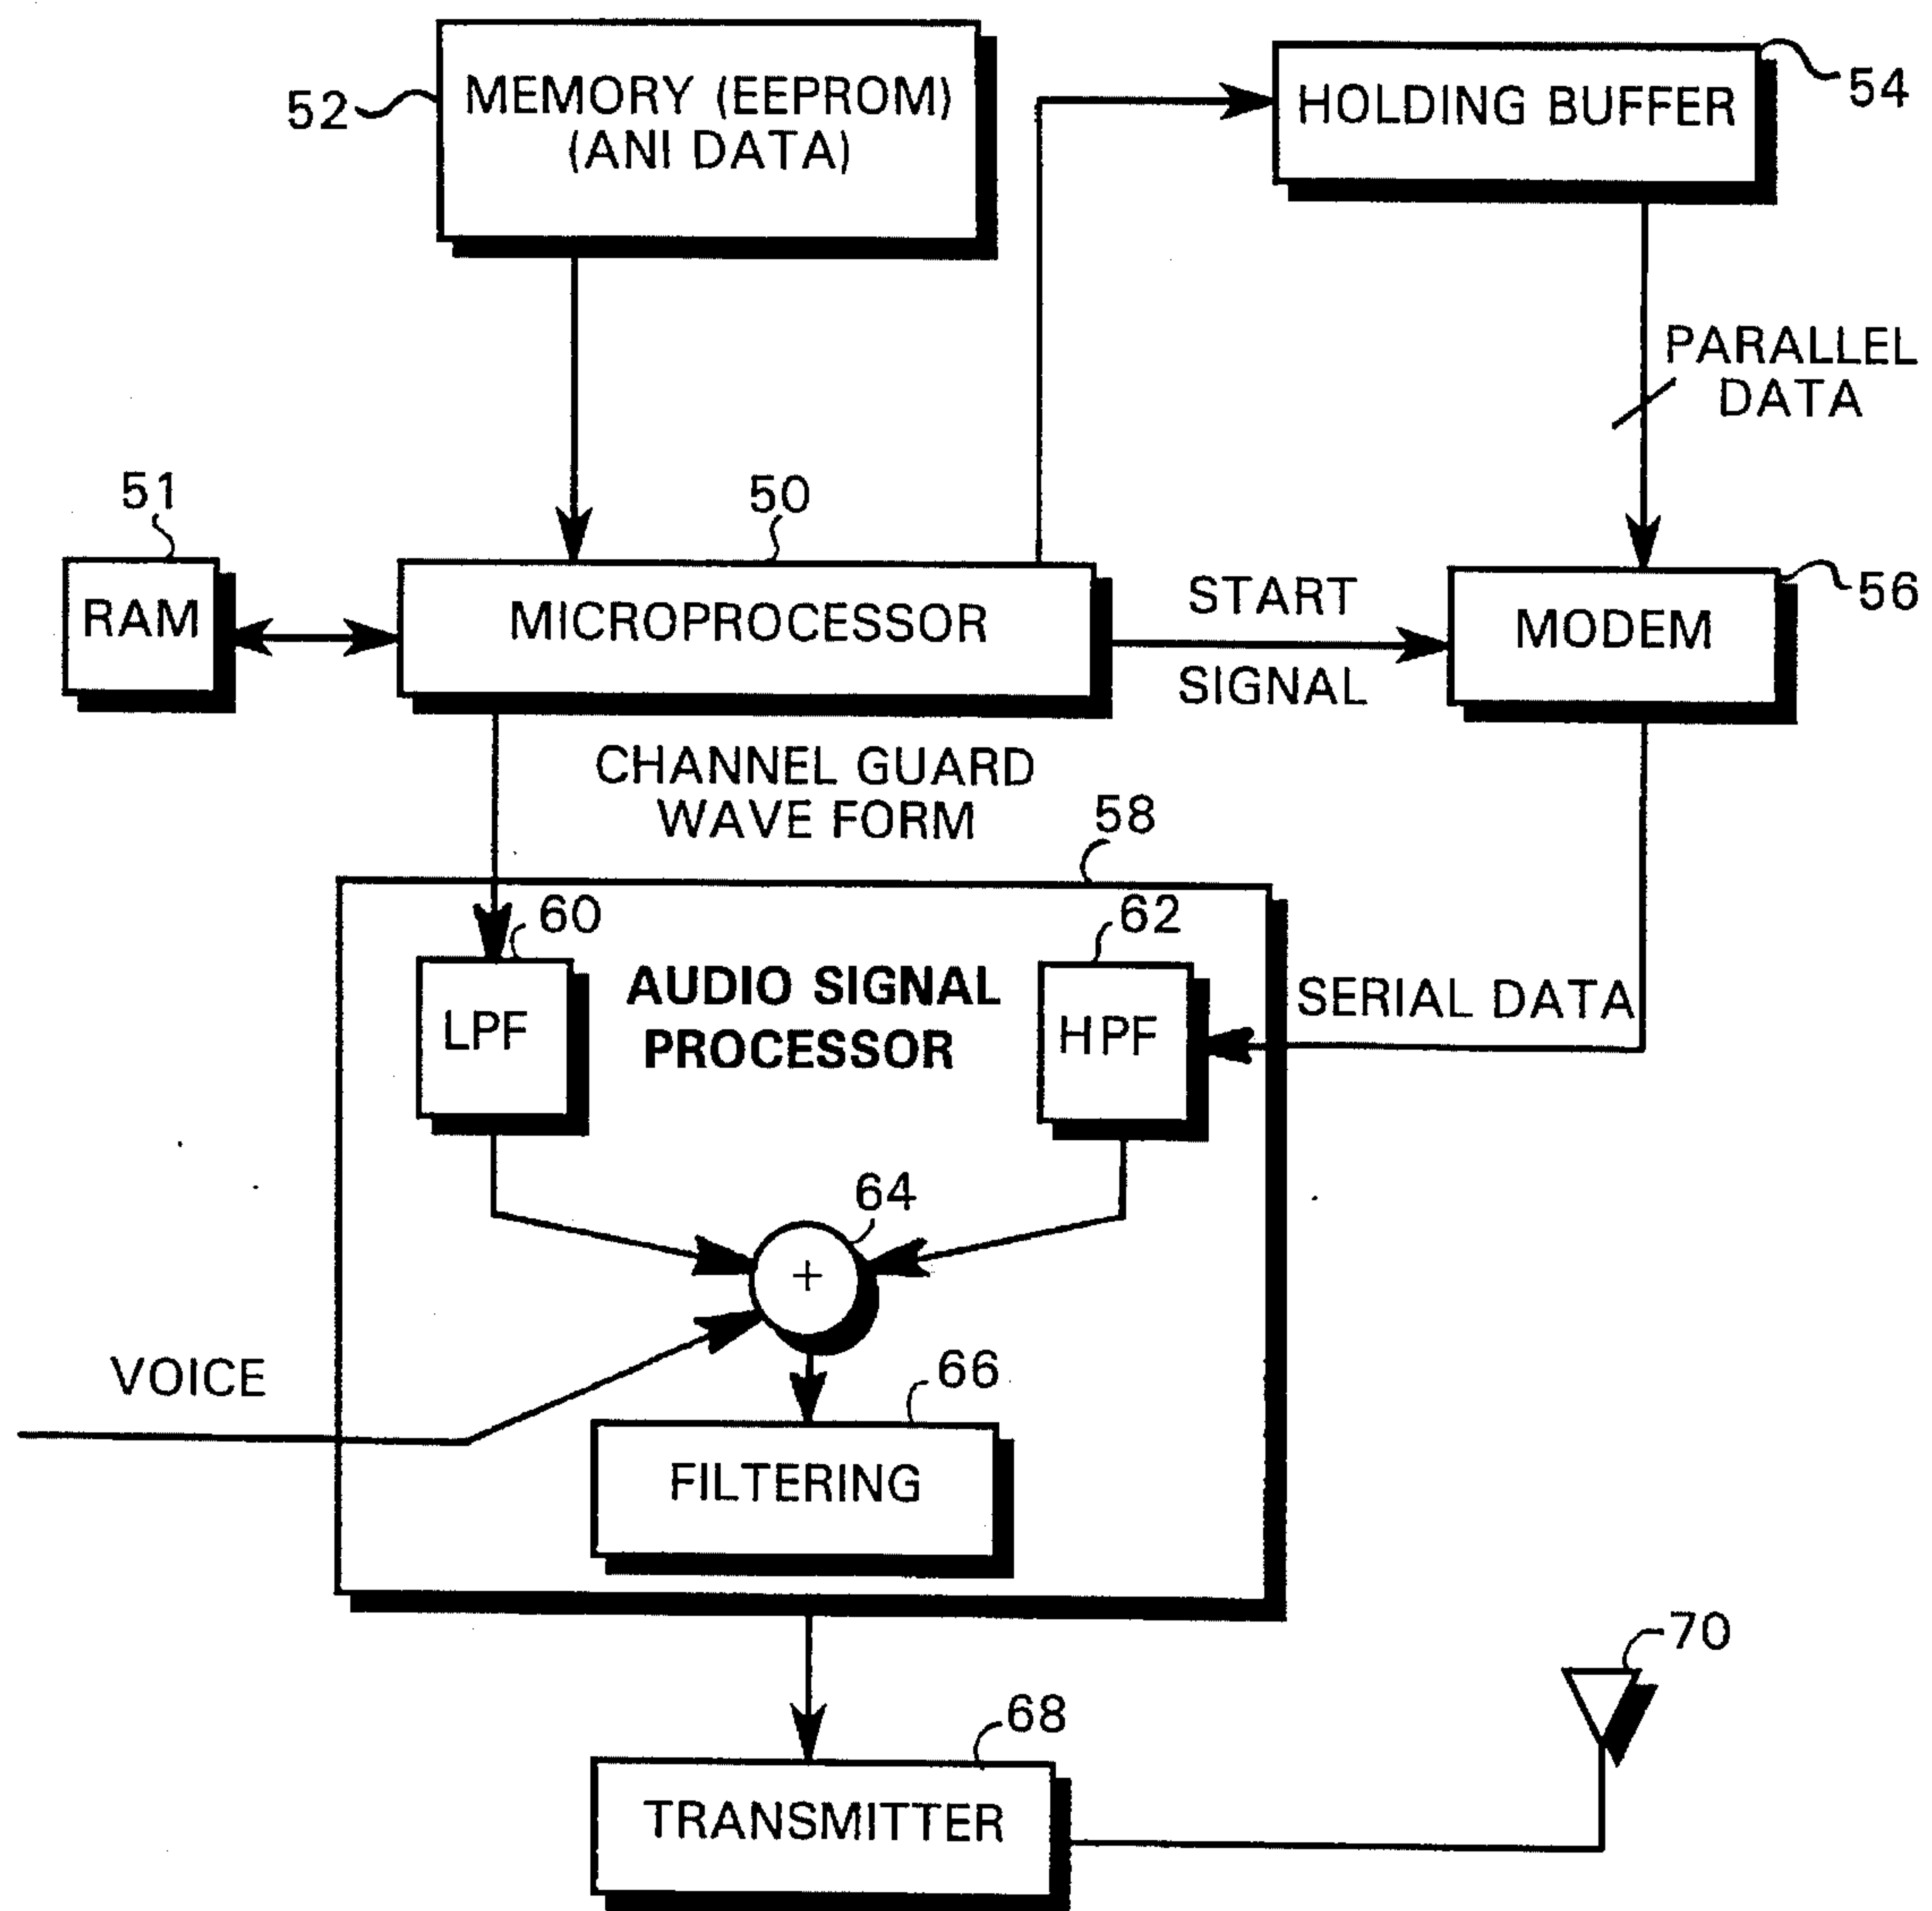 52
MEMORY (EEPROM)
(ANI DATA)
HOLDING BUFFER
54
PARALLEL
DATA
51
50
RAM
MICROPROCESSOR
START
SIGNAL
MODEM
56
CHANNEL GUARD
WAVE FORM
58
60
62
LPF
AUDIO SIGNAL
PROCESSOR
HPF
SERIAL DATA
64
+
VOICE
66
FILTERING
70
68
TRANSMITTER